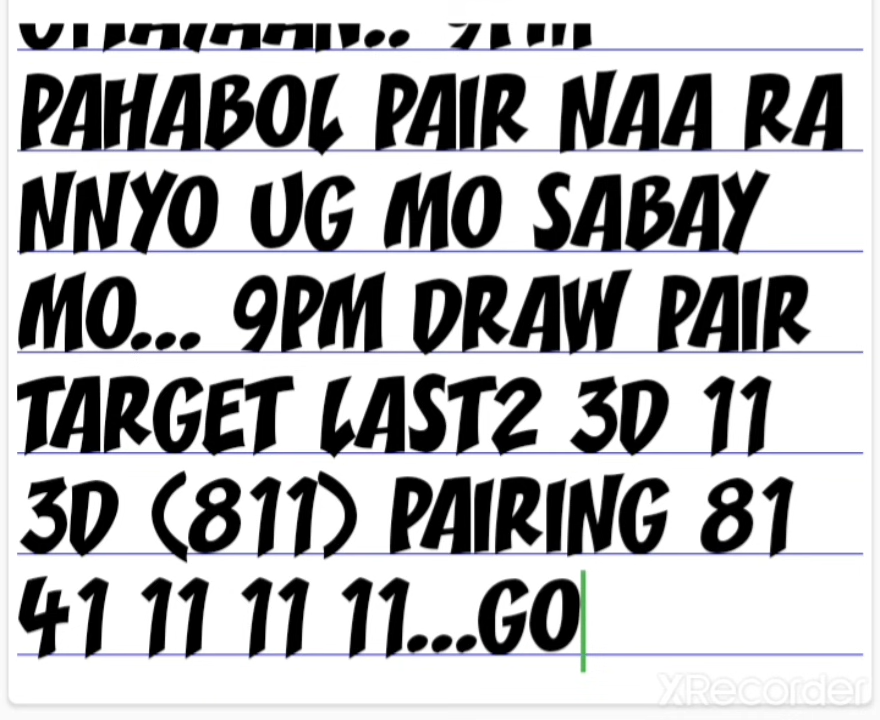 9PM
PAHABOL PAIR NAA RA
NNYO UG MO SABAY
MO... 9PM DRAW PAIR
TARGET LAST2 3D 11
3D (811) PAIRING 81
41 11 11 11...GO
XRecorder